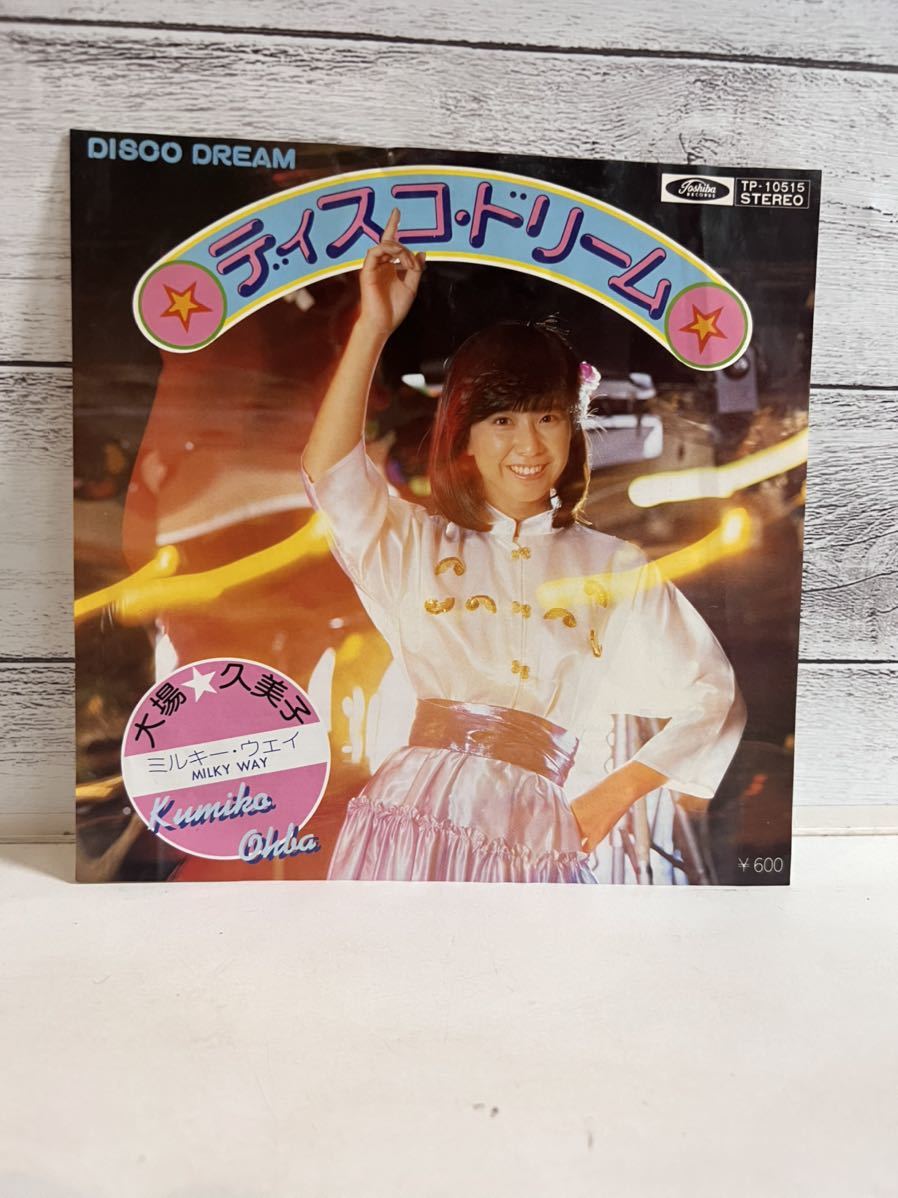 DISCO DREAM
Toshiba
RECORDS
TP-10515
STEREO
ディスコ・ドリーム
大場★久美子
ミルキー・ウェイ
MILKY WAY
Kumiko
Ohba
¥600